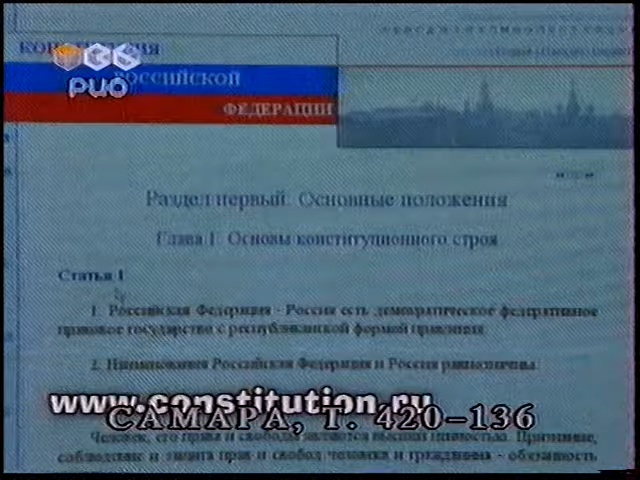 КОНСТИТУЦИЯ
ТВ6
РОССИЙСКОЙ
РИО
ФЕДЕРАЦИИ
Раздел первый. Основные положения
Глава 1. Основы конституционного строя
Статья 1
1. Российская Федерация - Россия есть демократическое федеративное
правовое государство с республиканской формой правления.
2. Наименования Российская Федерация и Россия равнозначны.
www.constitution.ru
САМАРА, Т. 420-136
Человек, его права и свободы являются высшей ценностью. Признание,
соблюдение и защита прав и свобод человека и гражданина - обязанность